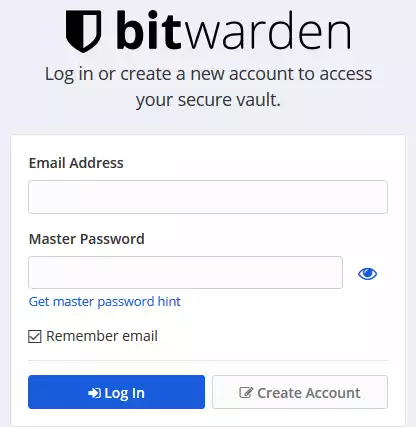 bitwarden
Log in or create a new account to access
your secure vault.
Email Address
Master Password
Get master password hint
Remember email
Log In
Create Account